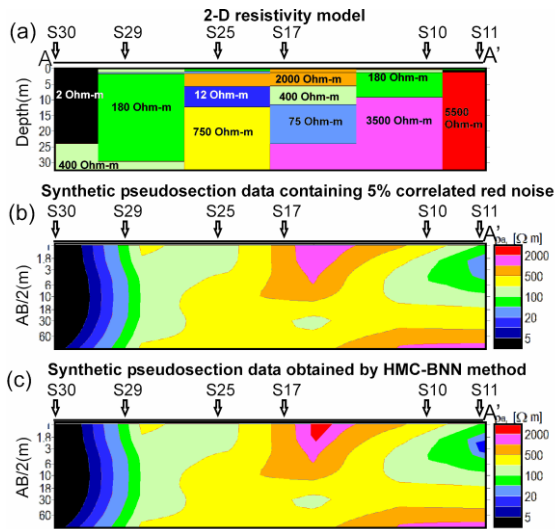 2-D resistivity model
(a)
S30 S29 S25 S17 S10 S11
A A'
Depth(m)
0
5
10
15
20
25
30
2 Ohm-m
180 Ohm-m
400 Ohm-m
12 Ohm-m
750 Ohm-m
2000 Ohm-m
400 Ohm-m
75 Ohm-m
180 Ohm-m
3500 Ohm-m
5500 Ohm-m
Synthetic pseudosection data containing 5% correlated red noise
S30 S29 S25 S17 S10 S11
A'
(b)
AB/2(m)
1.8
3
6
10
30
60
[Ω m]
2000
500
100
20
5
Synthetic pseudosection data obtained by HMC-BNN method
S30 S29 S25 S17 S10 S11
A'
(c)
AB/2(m)
1.8
3
6
10
30
60
[Ω m]
2000
500
100
20
5